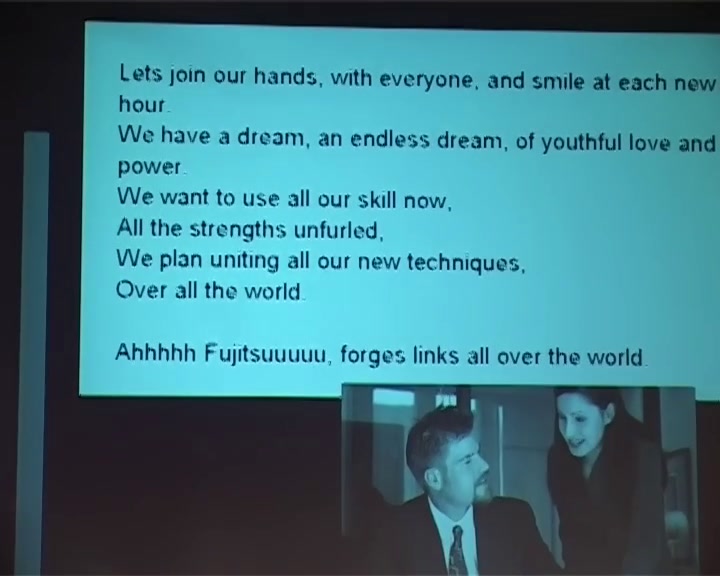 Lets join our hands, with everyone, and smile at each new
hour.
We have a dream, an endless dream, of youthful love and
power.
We want to use all our skill now,
All the strengths unfurled,
We plan uniting all our new techniques,
Over all the world.
Ahhhhh Fujitsuuuuu, forges links all over the world.